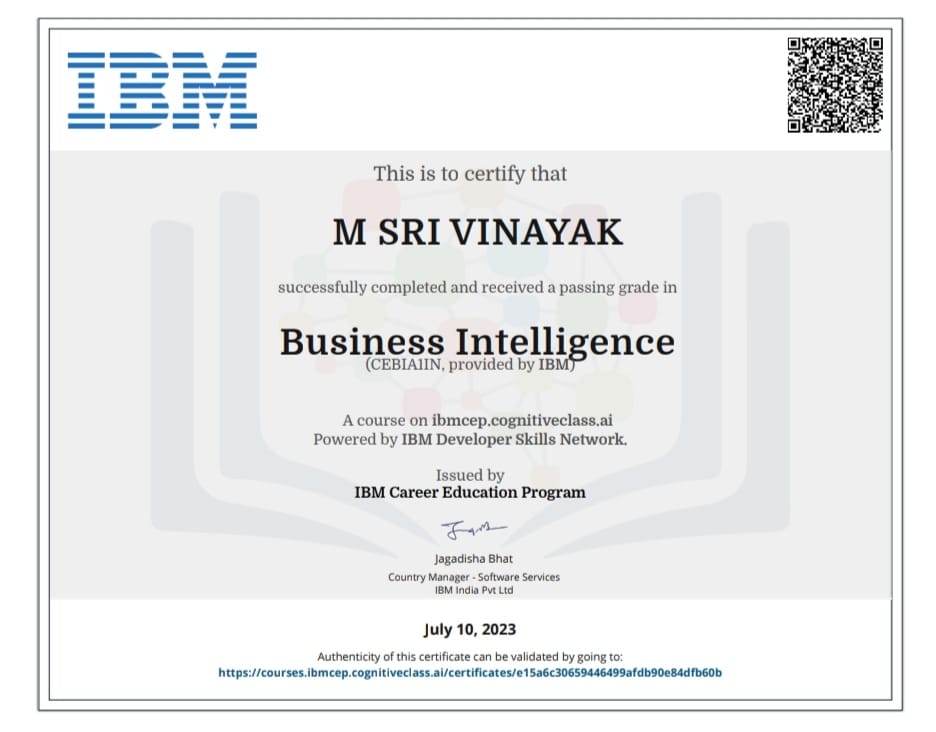 IBM
This is to certify that
M SRI VINAYAK
successfully completed and received a passing grade in
Business Intelligence
(CEBIA1IN, provided by IBM)
A course on ibmcep.cognitiveclass.ai
Powered by IBM Developer Skills Network.
Issued by
IBM Career Education Program
Jagadisha Bhat
Country Manager - Software Services
IBM India Pvt Ltd
July 10, 2023
Authenticity of this certificate can be validated by going to:
https://courses.ibmcep.cognitiveclass.ai/certificates/e15a6c30659446499afdb90e84dfb60b